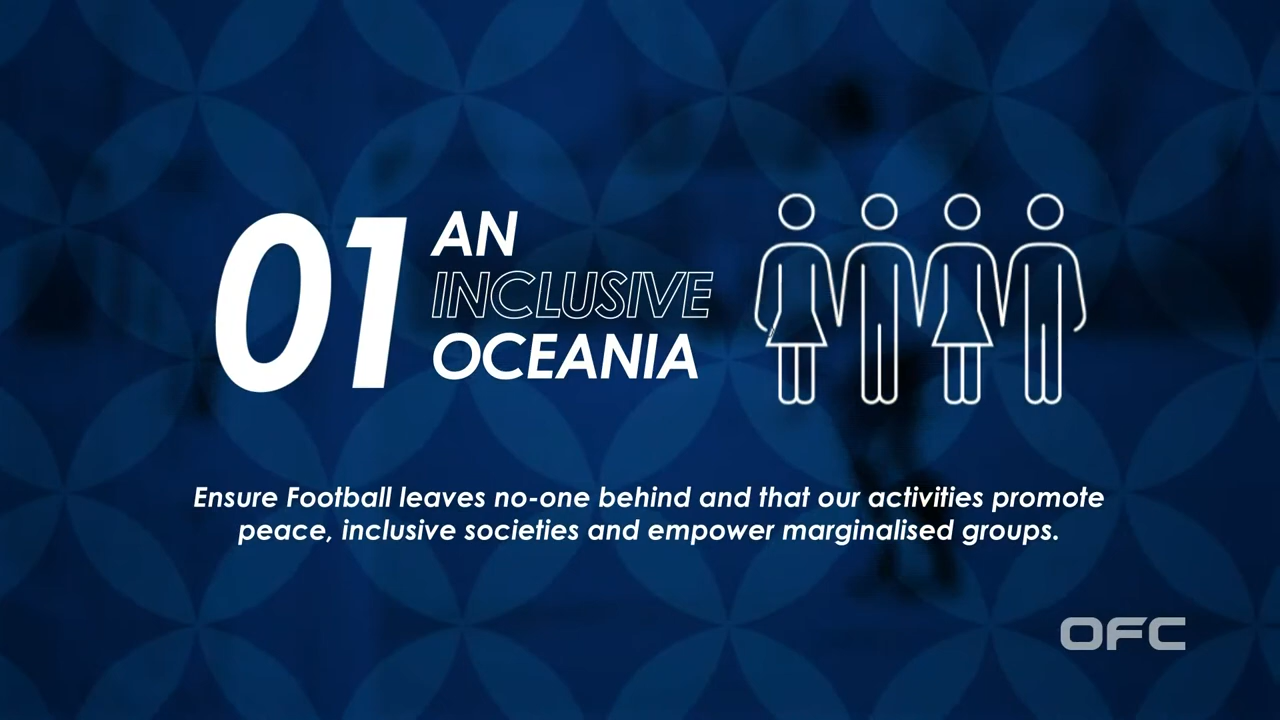 01
AN
INCLUSIVE
OCEANIA
Ensure Football leaves no-one behind and that our activities promote
peace, inclusive societies and empower marginalised groups.
OFC